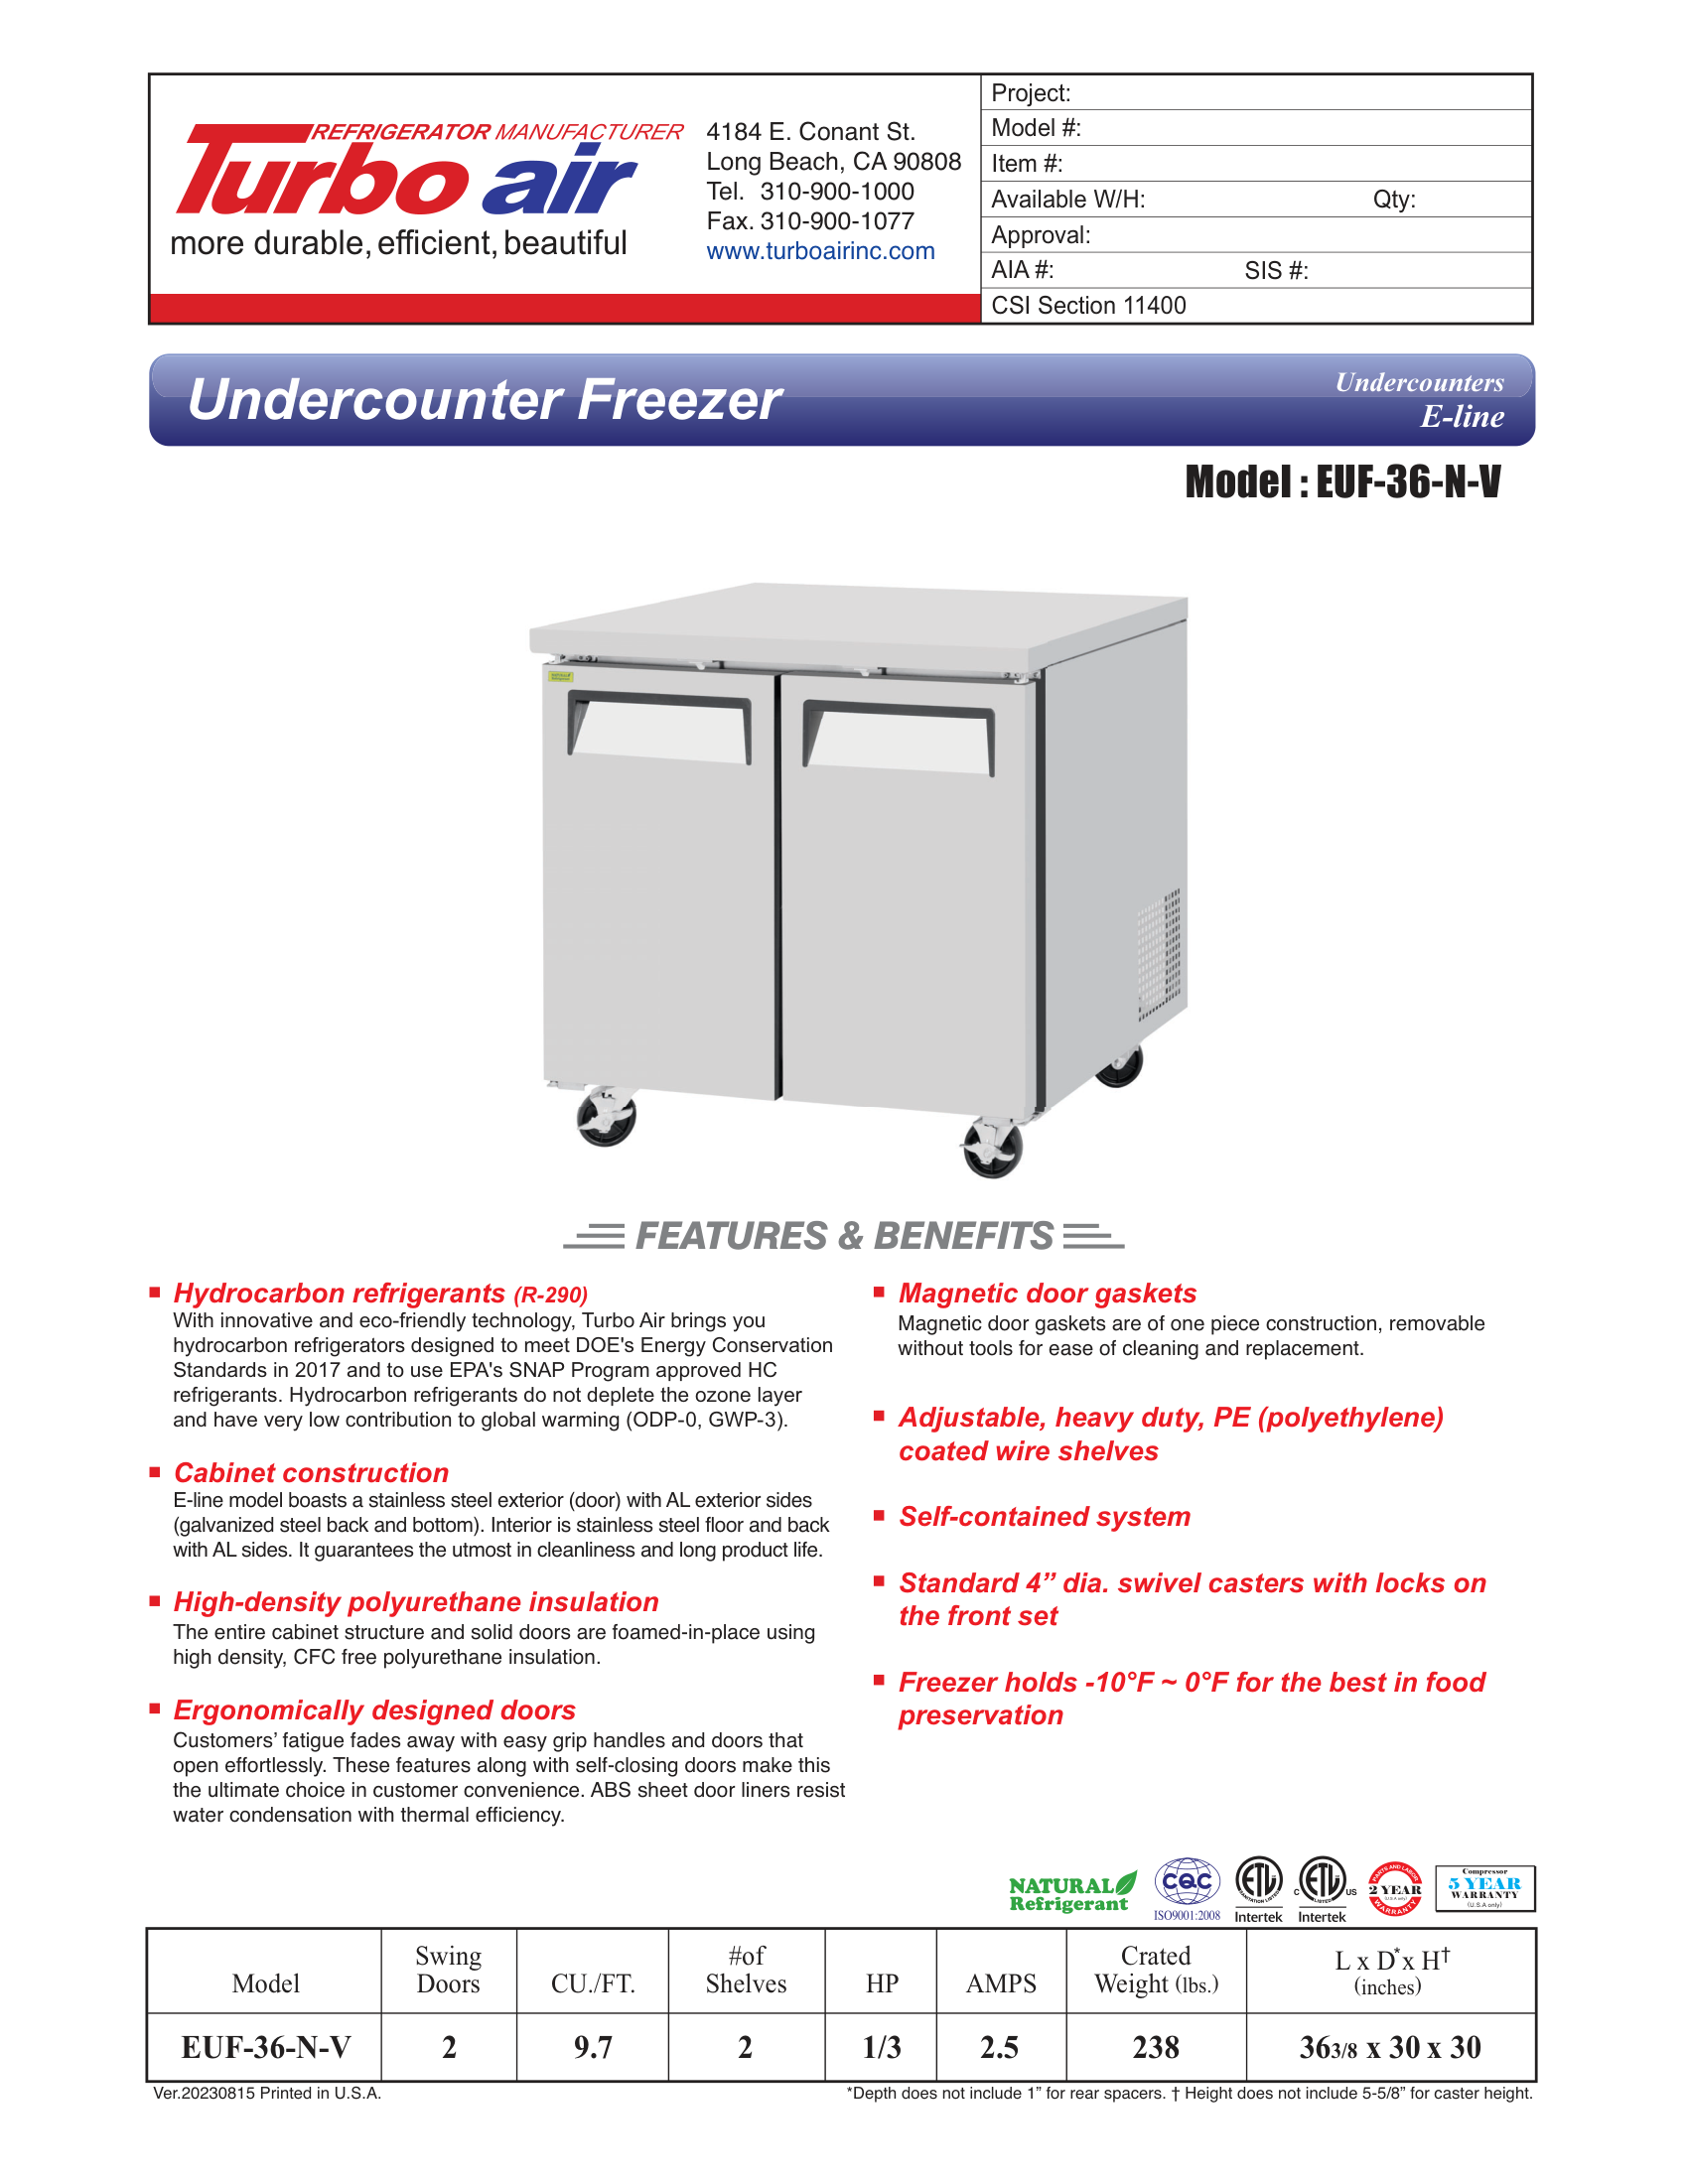 REFRIGERATOR MANUFACTURER
Turbo air
more durable, efficient, beautiful
4184 E. Conant St.
Long Beach, CA 90808
Tel. 310-900-1000
Fax. 310-900-1077
www.turboairinc.com
Project:
Model #:
Item #:
Available W/H: Qty:
Approval:
AIA #: SIS #:
CSI Section 11400
Undercounter Freezer
Undercounters
E-line
Model : EUF-36-N-V
FEATURES & BENEFITS
Hydrocarbon refrigerants (R-290)
With innovative and eco-friendly technology, Turbo Air brings you
hydrocarbon refrigerators designed to meet DOE's Energy Conservation
Standards in 2017 and to use EPA's SNAP Program approved HC
refrigerants. Hydrocarbon refrigerants do not deplete the ozone layer
and have very low contribution to global warming (ODP-0, GWP-3).
Cabinet construction
E-line model boasts a stainless steel exterior (door) with AL exterior sides
(galvanized steel back and bottom). Interior is stainless steel floor and back
with AL sides. It guarantees the utmost in cleanliness and long product life.
High-density polyurethane insulation
The entire cabinet structure and solid doors are foamed-in-place using
high density, CFC free polyurethane insulation.
Ergonomically designed doors
Customers’ fatigue fades away with easy grip handles and doors that
open effortlessly. These features along with self-closing doors make this
the ultimate choice in customer convenience. ABS sheet door liners resist
water condensation with thermal efficiency.
Magnetic door gaskets
Magnetic door gaskets are of one piece construction, removable
without tools for ease of cleaning and replacement.
Adjustable, heavy duty, PE (polyethylene)
coated wire shelves
Self-contained system
Standard 4” dia. swivel casters with locks on
the front set
Freezer holds -10°F ~ 0°F for the best in food
preservation
NATURAL
Refrigerant
CQC
ISO9001:2008
ETL
SANITATION LISTED
Intertek
C ETL US
LISTED
Intertek
PARTS AND LABOR
2 YEAR
(U.S.A only)
WARRANTY
Compressor
5 YEAR
WARRANTY
(U.S.A only)
Model Swing Doors CU./FT. #of Shelves HP AMPS Crated Weight (lbs.) L x D* x H† (inches)
EUF-36-N-V 2 9.7 2 1/3 2.5 238 363/8 x 30 x 30
Ver.20230815 Printed in U.S.A.
*Depth does not include 1” for rear spacers. † Height does not include 5-5/8” for caster height.